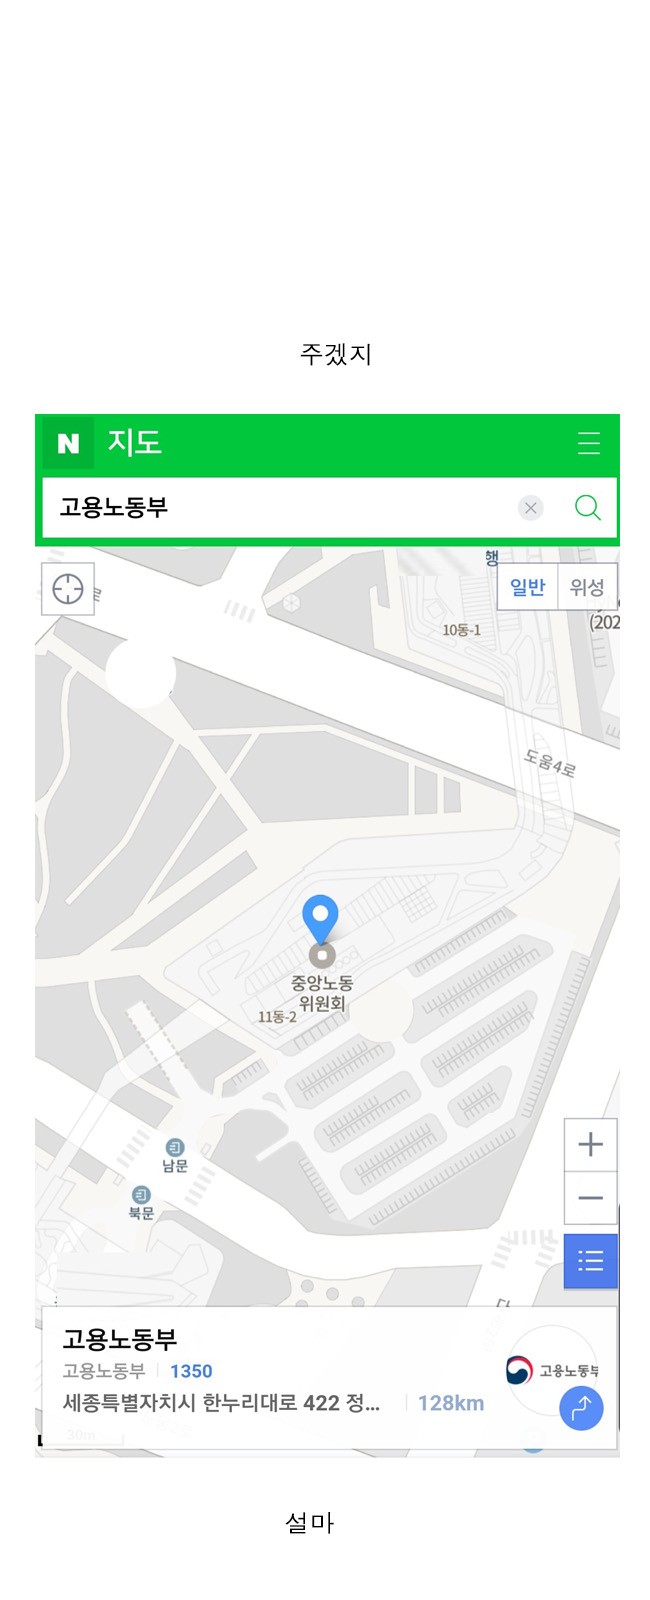 주겠지
N 지도
고용노동부
행
일반 위성
(202
10동-1
도움4로
중앙노동
위원회
11동-2
남문
북문
고용노동부
고용노동부 1350
고용노동부
세종특별자치시 한누리대로 422 정... 128km
30m
설마